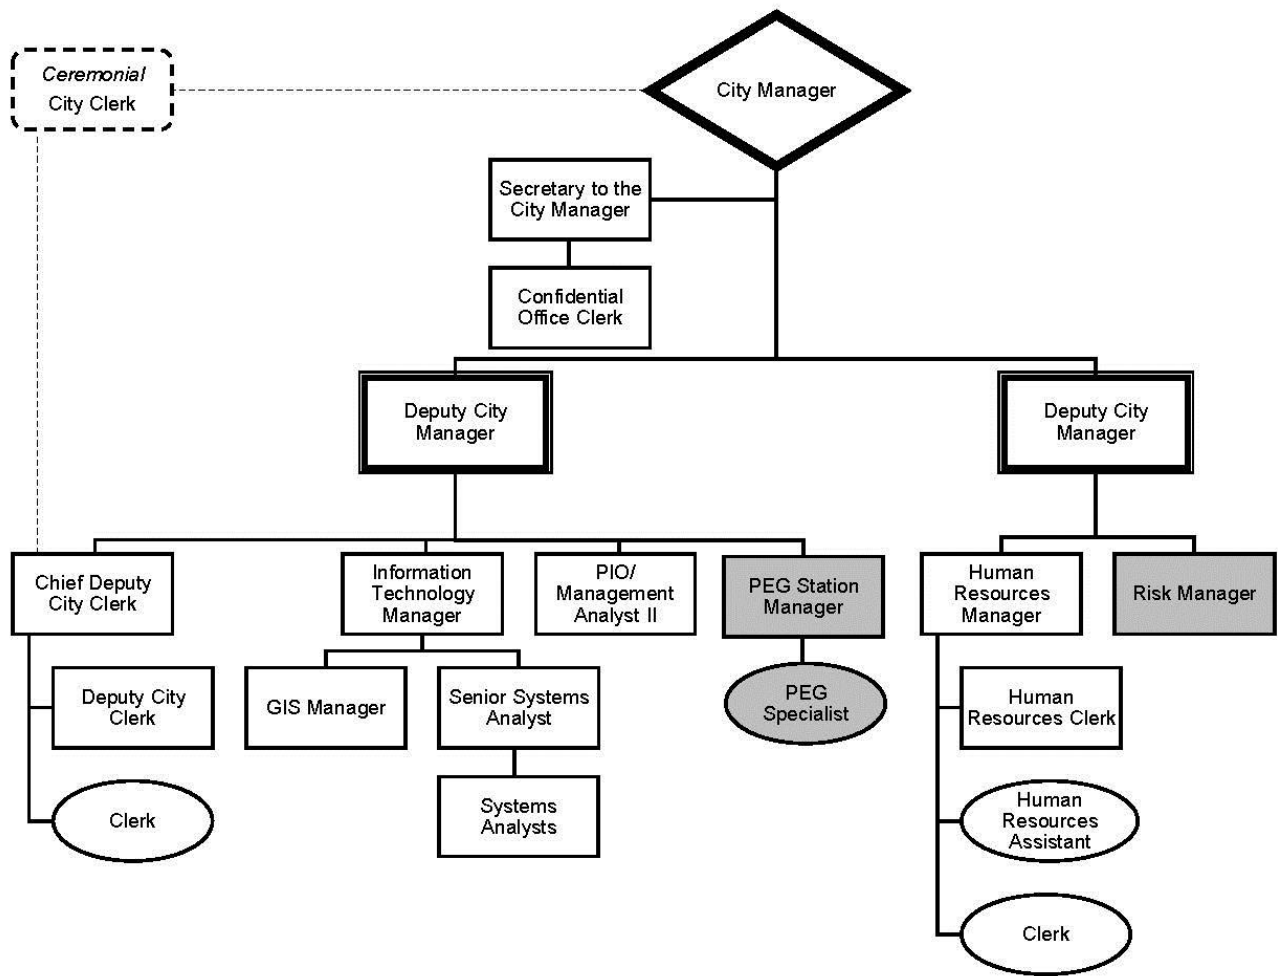 Ceremonial
City Clerk
City Manager
Secretary to the
City Manager
Confidential
Office Clerk
Deputy City
Manager
Deputy City
Manager
Chief Deputy
City Clerk
Information
Technology
Manager
PIO/
Management
Analyst II
PEG Station
Manager
Human
Resources
Manager
Risk Manager
Deputy City
Clerk
GIS Manager
Senior Systems
Analyst
PEG
Specialist
Human
Resources Clerk
Clerk
Systems
Analysts
Human
Resources
Assistant
Clerk